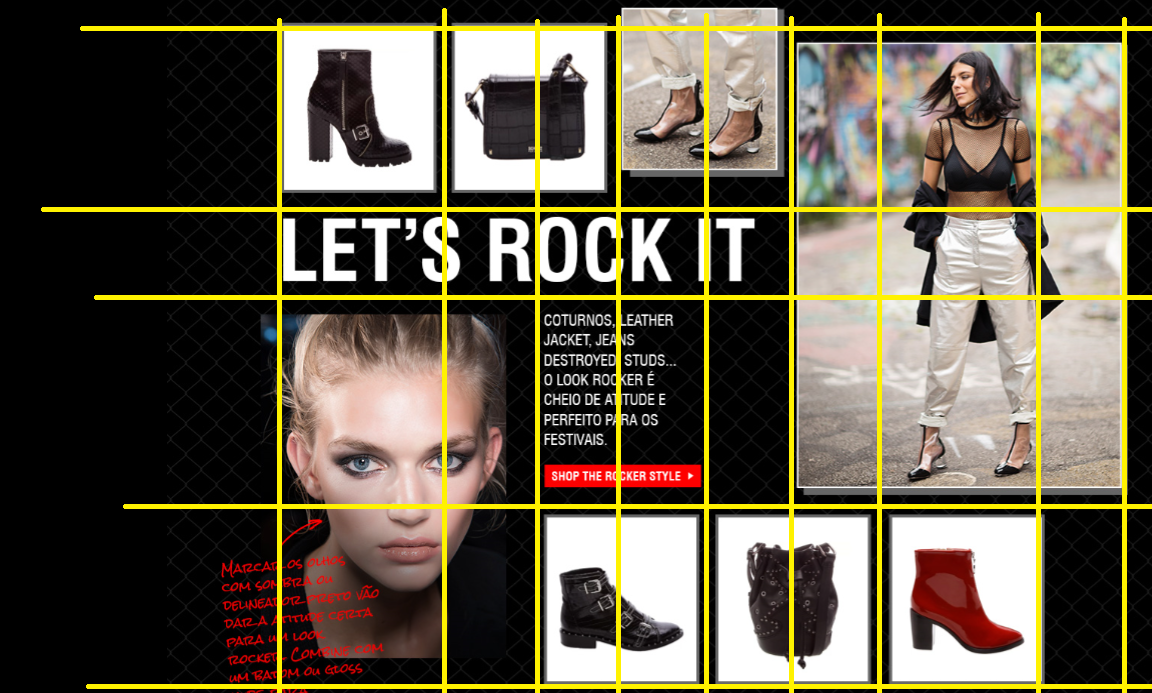 LET'S ROCK IT
COTURNOS, LEATHER
JACKET, JEANS
DESTROYED, STUDS...
O LOOK ROCKER É
CHEIO DE ATITUDE E
PERFEITO PARA OS
FESTIVAIS.
SHOP THE ROCKER STYLE
MARCAR OS OLHOS
COM SOMBRA OU
DELINEADOR PRETO VÃO
DAR A ATITUDE CERTA
PARA UM LOOK
ROCKER. COMBINE COM
UM BATOM OU GLOSS